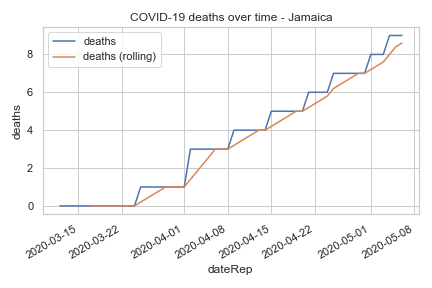 COVID-19 deaths over time - Jamaica
deaths
deaths (rolling)
8
6
4
2
0
deaths
2020-03-15
2020-03-22
2020-04-01
2020-04-08
2020-04-15
2020-04-22
2020-05-01
2020-05-08
dateRep